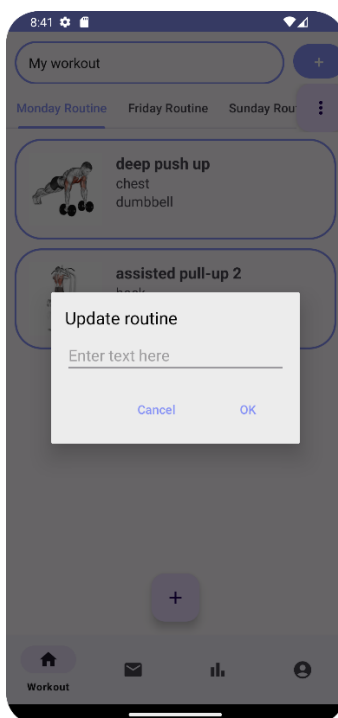 8:41
My workout
+
Monday Routine Friday Routine Sunday Rou
deep push up
chest
dumbbell
assisted pull-up 2
back
Update routine
Enter text here
Cancel OK
+
Workout